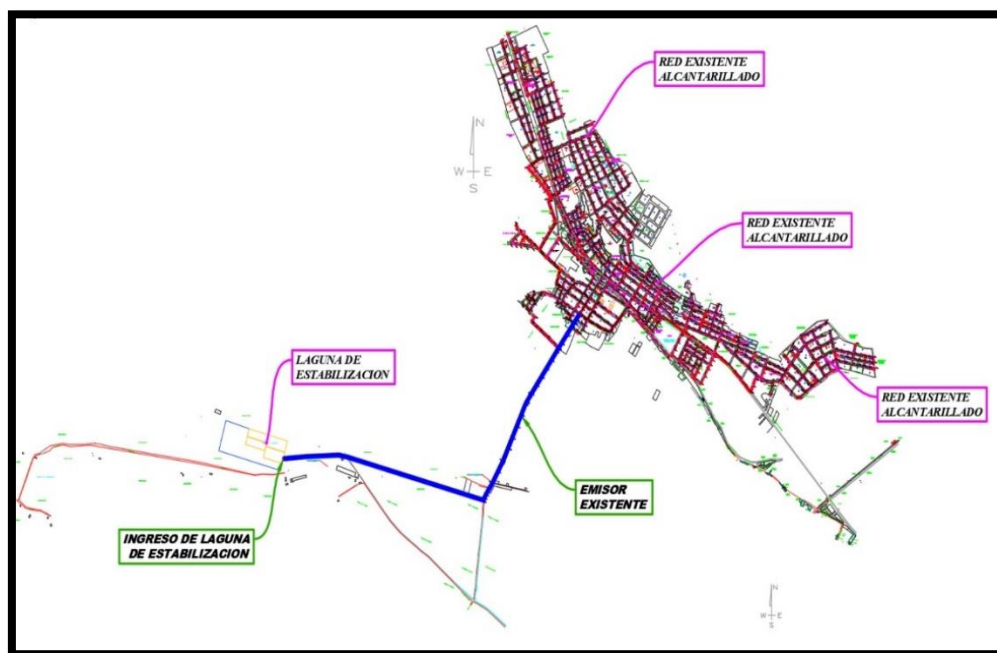 RED EXISTENTE
ALCANTARILLADO
N
W E
S
RED EXISTENTE
ALCANTARILLADO
LAGUNA DE
ESTABILIZACION
RED EXISTENTE
ALCANTARILLADO
EMISOR
EXISTENTE
INGRESO DE LAGUNA
DE ESTABILIZACION
N
W E
S